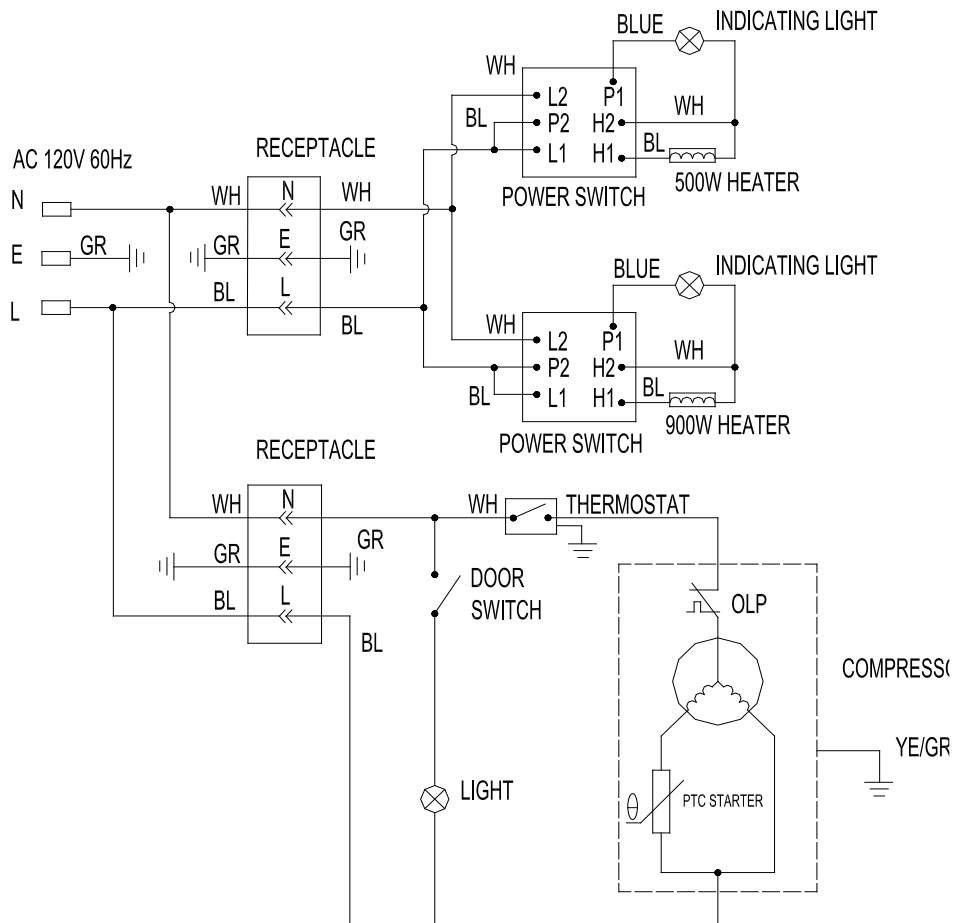 BLUE INDICATING LIGHT
WH
L2 P1
BL P2 H2 WH
L1 H1 BL
RECEPTACLE
AC 120V 60Hz
500W HEATER
POWER SWITCH
N WH N WH
E GR GR E GR
BLUE INDICATING LIGHT
L BL L BL
WH
L2 P1
P2 H2 WH
BL L1 H1 BL
900W HEATER
POWER SWITCH
RECEPTACLE
WH N WH THERMOSTAT
GR E GR
DOOR
SWITCH
BL L BL
OLP
COMPRESSO
YE/GR
LIGHT
θ PTC STARTER